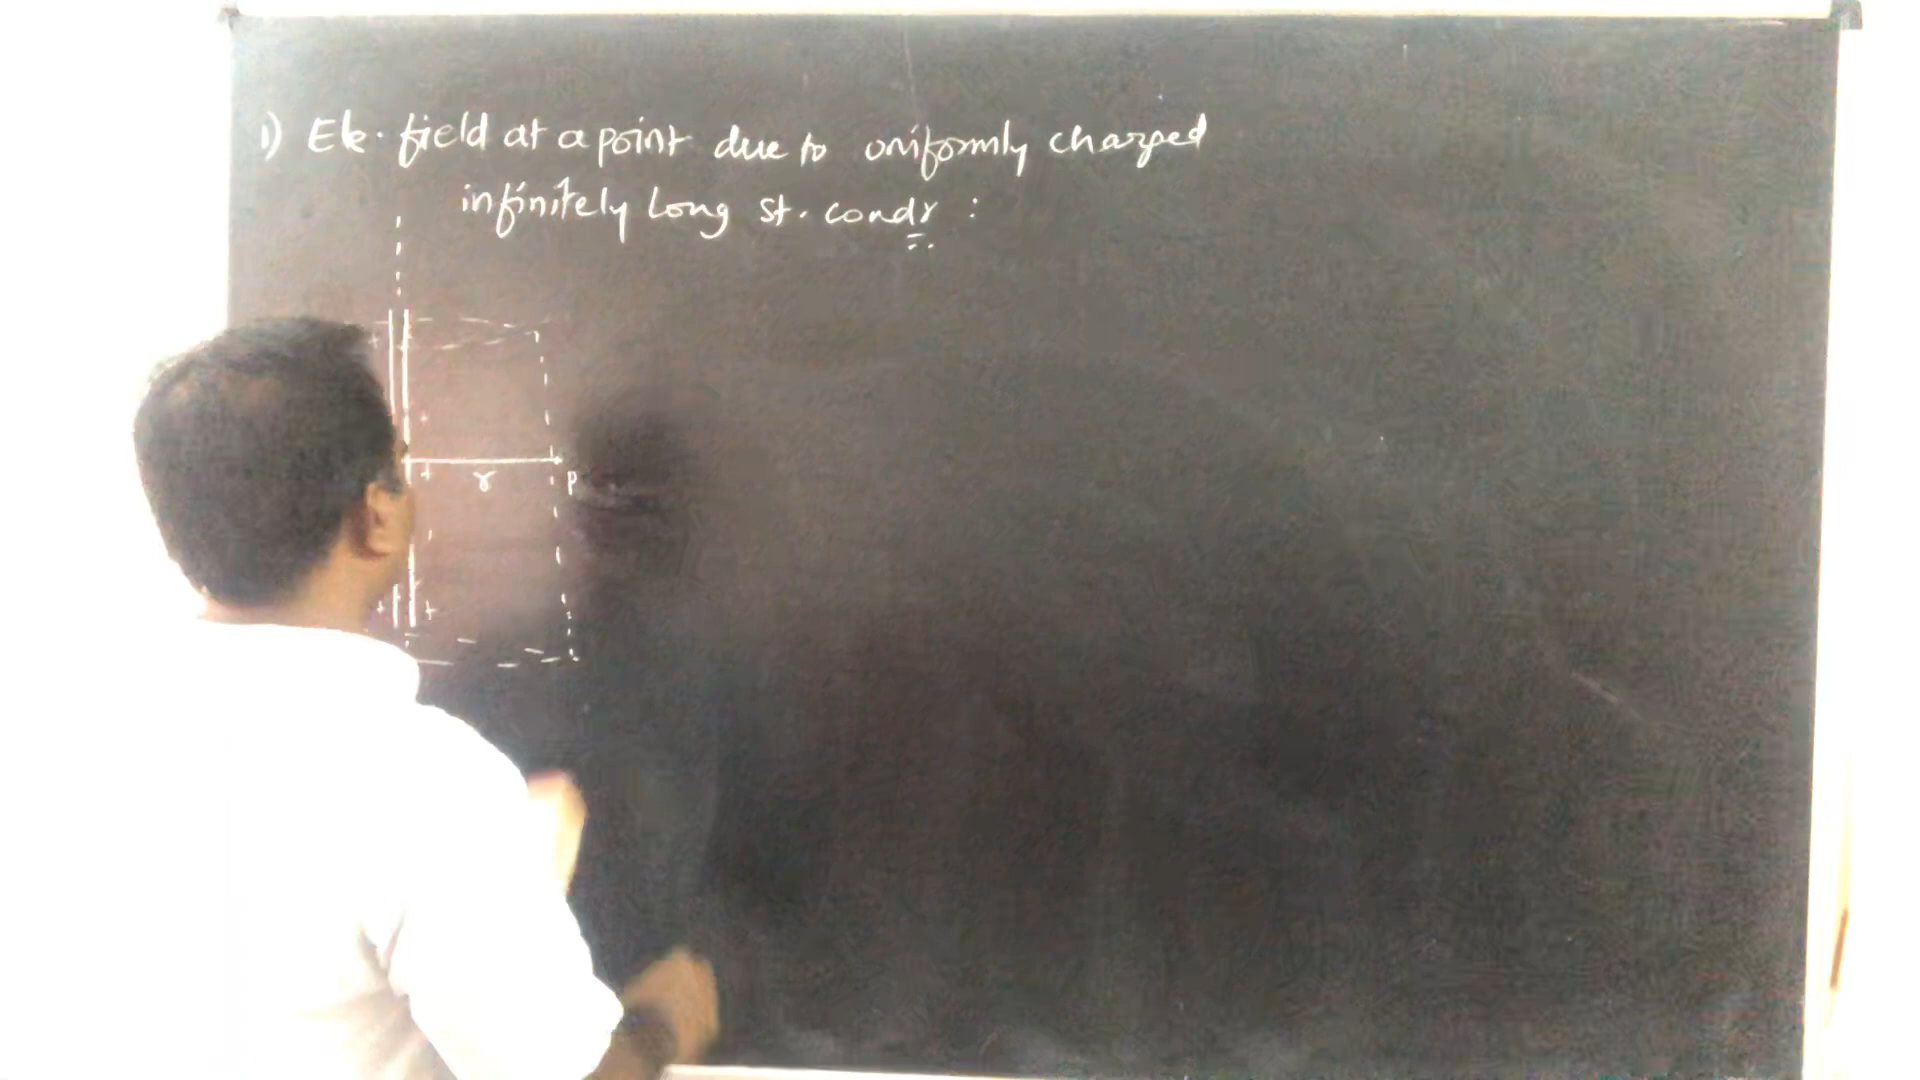 1) Ele. field at a point due to uniformly charged
infinitely long st. condr :
+ +
r P
+ +